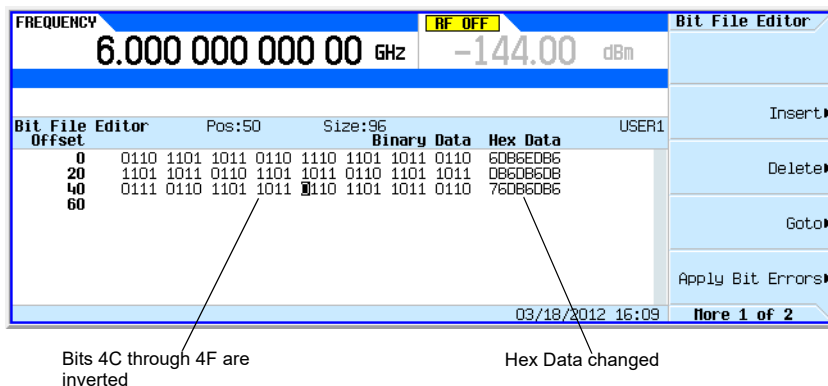 FREQUENCY
RF OFF
Bit File Editor
6.000 000 000 00 GHz
-144.00 dBm
Insert
Bit File Editor Pos:50 Size:96 USER1
Offset Binary Data Hex Data
0 0110 1101 1011 0110 1110 1101 1011 0110 6DB6EDB6
Delete
20 1101 1011 0110 1101 1011 0110 1101 1011 DB6DB6DB
40 0111 0110 1101 1011 0110 1101 1011 0110 76DB6DB6
60
Goto
Apply Bit Errors
03/18/2012 16:09
More 1 of 2
Bits 4C through 4F are
inverted
Hex Data changed